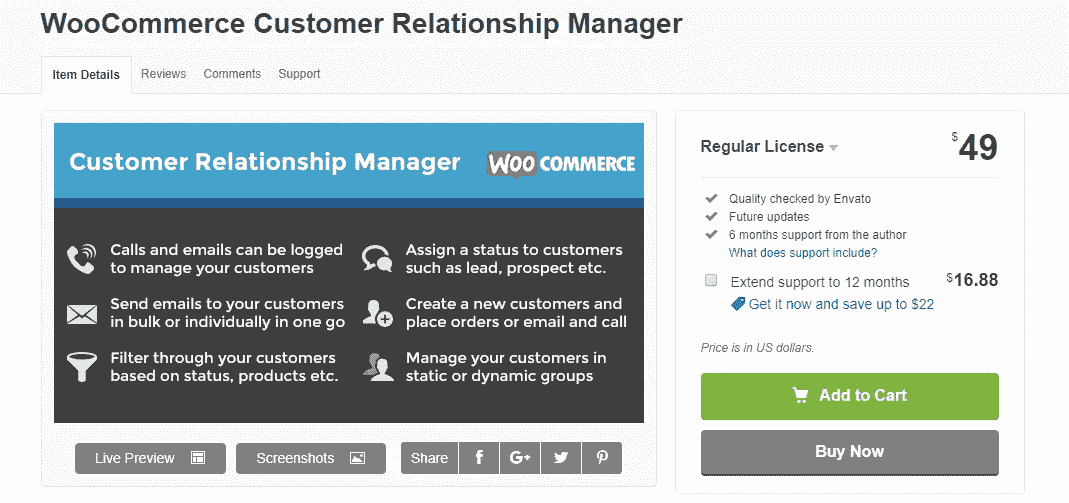 WooCommerce Customer Relationship Manager
Item Details Reviews Comments Support
Customer Relationship Manager WOO COMMERCE
Calls and emails can be logged
to manage your customers
Assign a status to customers
such as lead, prospect etc.
Send emails to your customers
in bulk or individually in one go
Create a new customers and
place orders or email and call
Filter through your customers
based on status, products etc.
Manage your customers in
static or dynamic groups
Live Preview Screenshots Share f G+
Regular License $49
Quality checked by Envato
Future updates
6 months support from the author
What does support include?
Extend support to 12 months $16.88
Get it now and save up to $22
Price is in US dollars.
Add to Cart
Buy Now